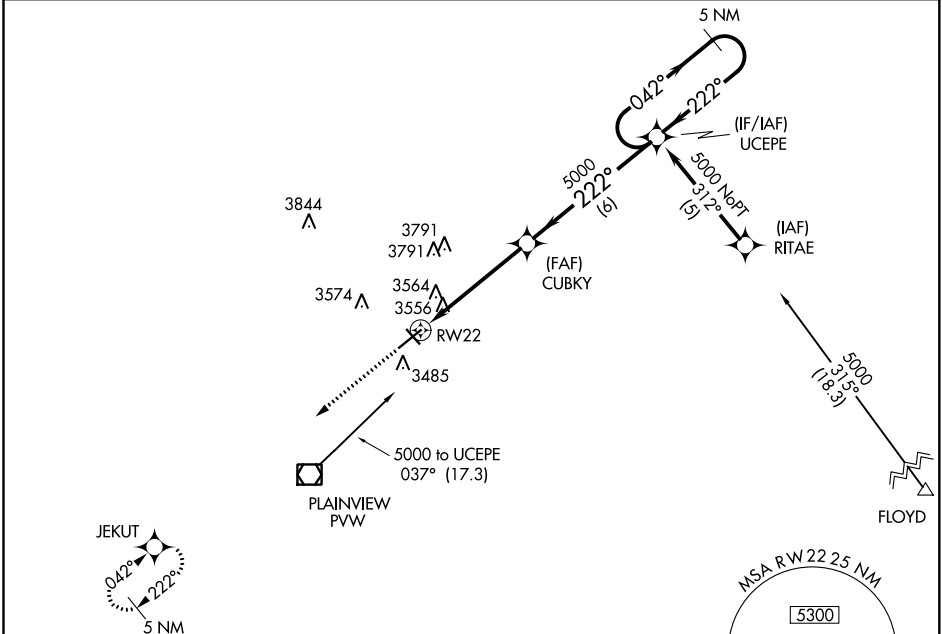 5 NM
042°
222°
(IF/IAF)
UCEPE
5000
222°
(6)
5000 NoPT
312°
(5)
(IAF)
RITAE
(FAF)
CUBKY
3844
3791
3791
3574
3564
3556
RW22
3485
5000
315°
(18.3)
5000 to UCEPE
037° (17.3)
PLAINVIEW
PVW
FLOYD
JEKUT
042°
222°
5 NM
MSA RW22 25 NM
5300